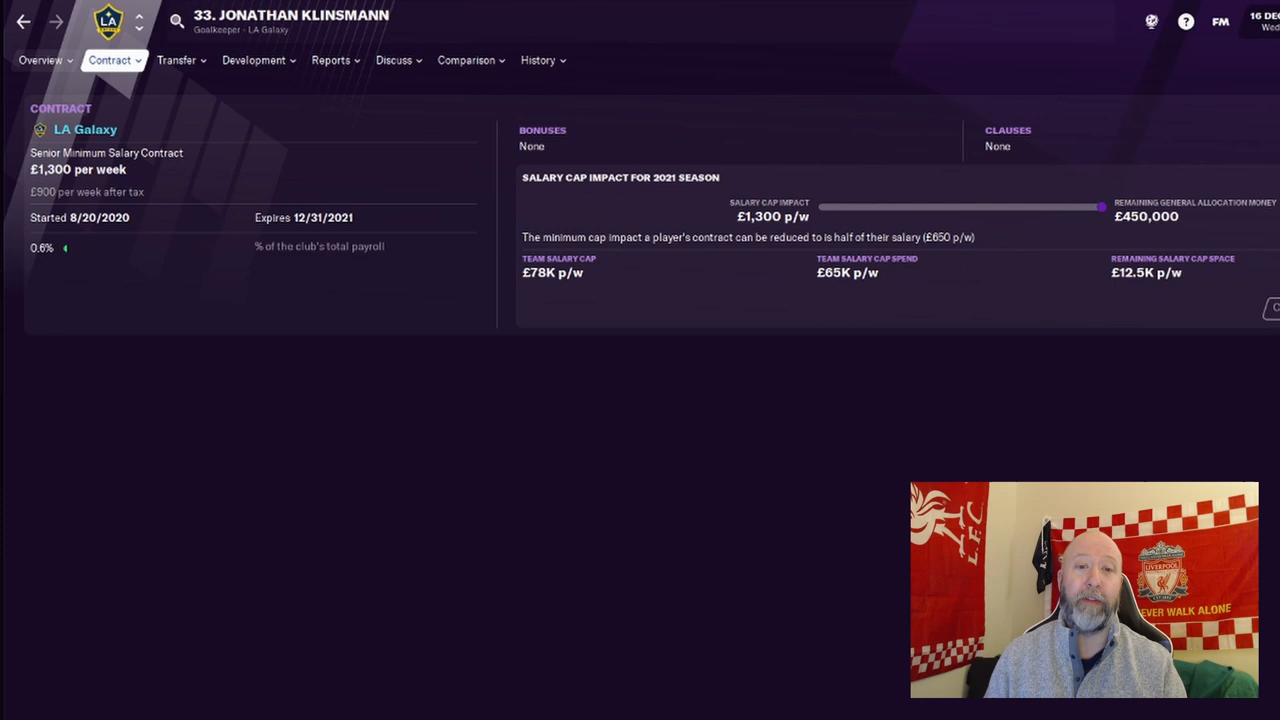 33. JONATHAN KLINSMANN
Goalkeeper - LA Galaxy
LA
FM
16 DEC
Wed
Overview
Contract
Transfer
Development
Reports
Discuss
Comparison
History
CONTRACT
LA Galaxy
Senior Minimum Salary Contract
£1,300 per week
£900 per week after tax
Started 8/20/2020
Expires 12/31/2021
0.6%
% of the club's total payroll
BONUSES
None
CLAUSES
None
SALARY CAP IMPACT FOR 2021 SEASON
SALARY CAP IMPACT
£1,300 p/w
REMAINING GENERAL ALLOCATION MONEY
£450,000
The minimum cap impact a player's contract can be reduced to is half of their salary (£650 p/w)
TEAM SALARY CAP
£78K p/w
TEAM SALARY CAP SPEND
£65K p/w
REMAINING SALARY CAP SPACE
£12.5K p/w
L.F.C
LIVERPOOL
EVER WALK ALONE